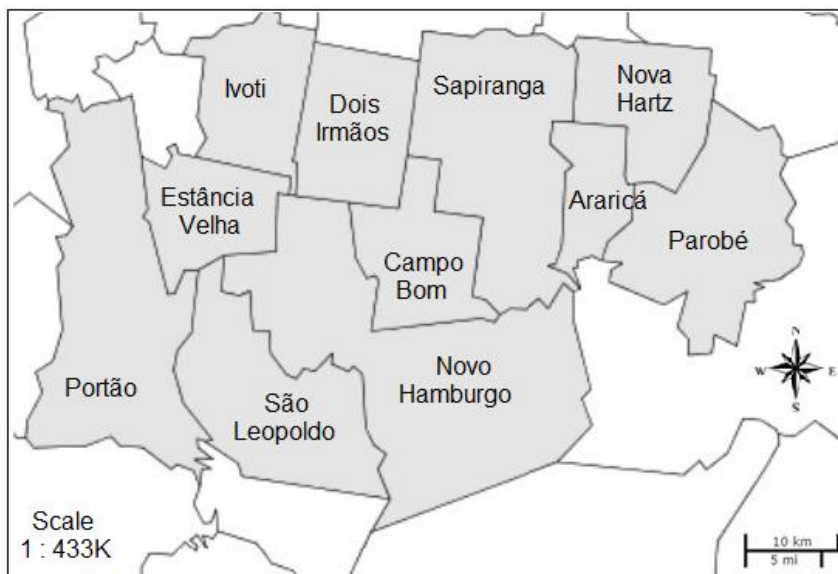 Ivoti
Dois
Irmãos
Sapiranga
Nova
Hartz
Estância
Velha
Araricá
Parobé
Campo
Bom
Portão
São
Leopoldo
Novo
Hamburgo
N
W
E
S
Scale
1 : 433K
10 km
5 mi